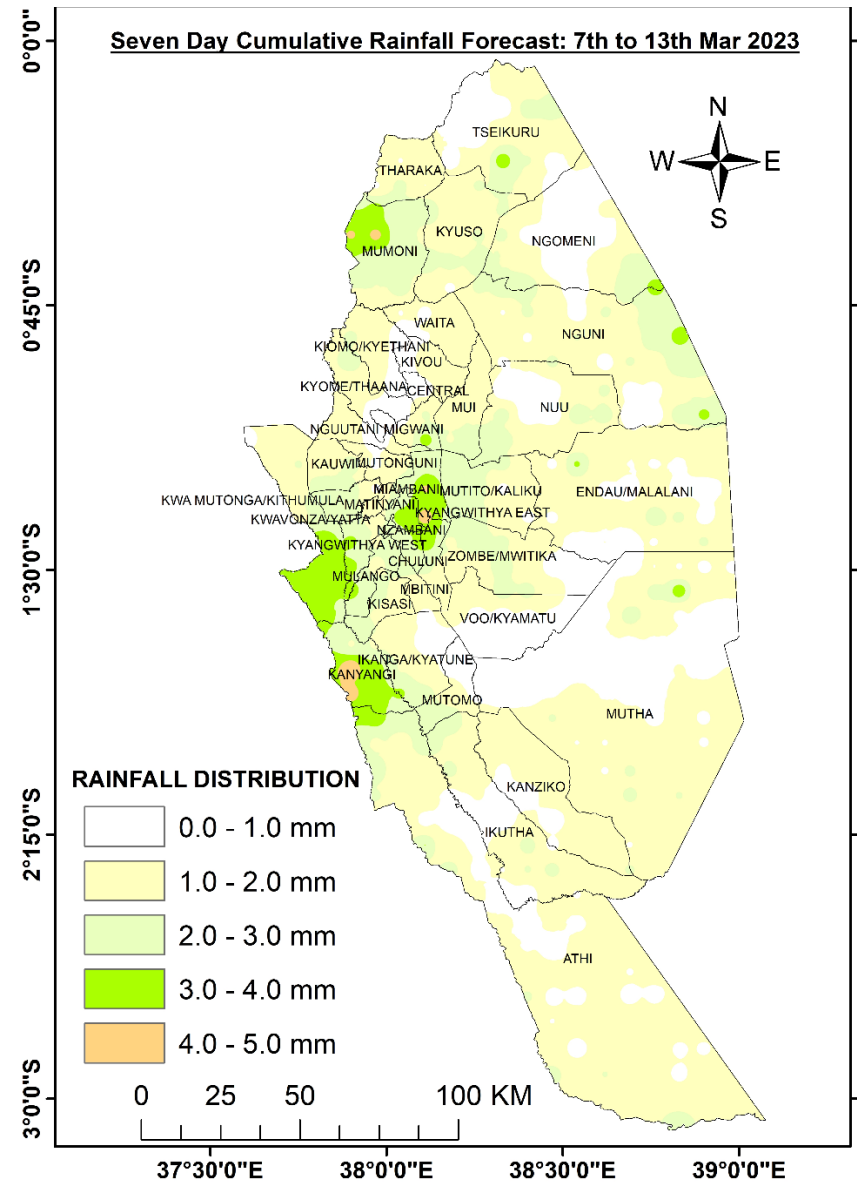 Seven Day Cumulative Rainfall Forecast: 7th to 13th Mar 2023
0°0'0"
N
W
E
S
TSEIKURU
THARAKA
KYUSO
NGOMENI
MUMONI
0°45'0"S
WAITA
NGUNI
KIOMO/KYETHANI
KIVOU
KYOME/THAANA
CENTRAL
MUI
NUU
NGUUTANI
MIGWANI
KAUWI
MUTONGUNI
MIAMBANI
MUTITO/KALIKU
ENDAU/MALALANI
KWA MUTONGA/KITHUMULA
MATINYANI
KYANGWITHYA EAST
KWAVONZA/YATTA
NZAMBANI
KYANGWITHYA WEST
ZOMBE/MWITIKA
CHULUNI
1°30'0"S
MULANGO
MBITINI
KISASI
VOO/KYAMATU
IKANGA/KYATUNE
KANYANGI
MUTOMO
MUTHA
KANZIKO
IKUTHA
2°15'0"S
ATHI
3°0'0"S
RAINFALL DISTRIBUTION
0.0 - 1.0 mm
1.0 - 2.0 mm
2.0 - 3.0 mm
3.0 - 4.0 mm
4.0 - 5.0 mm
0 25 50 100 KM
37°30'0"E 38°0'0"E 38°30'0"E 39°0'0"E